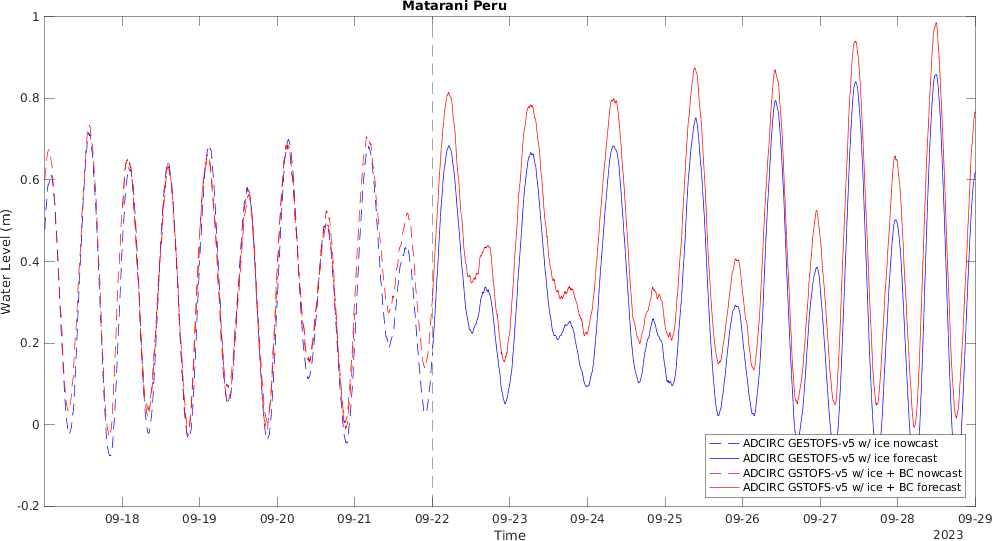 Matarani Peru
1
0.8
0.6
0.4
0.2
0
-0.2
Water Level (m)
09-18 09-19 09-20 09-21 09-22 09-23 09-24 09-25 09-26 09-27 09-28 09-29
Time
2023
ADCIRC GESTOFS-v5 w/ ice nowcast
ADCIRC GESTOFS-v5 w/ ice forecast
ADCIRC GSTOFS-v5 w/ ice + BC nowcast
ADCIRC GSTOFS-v5 w/ ice + BC forecast